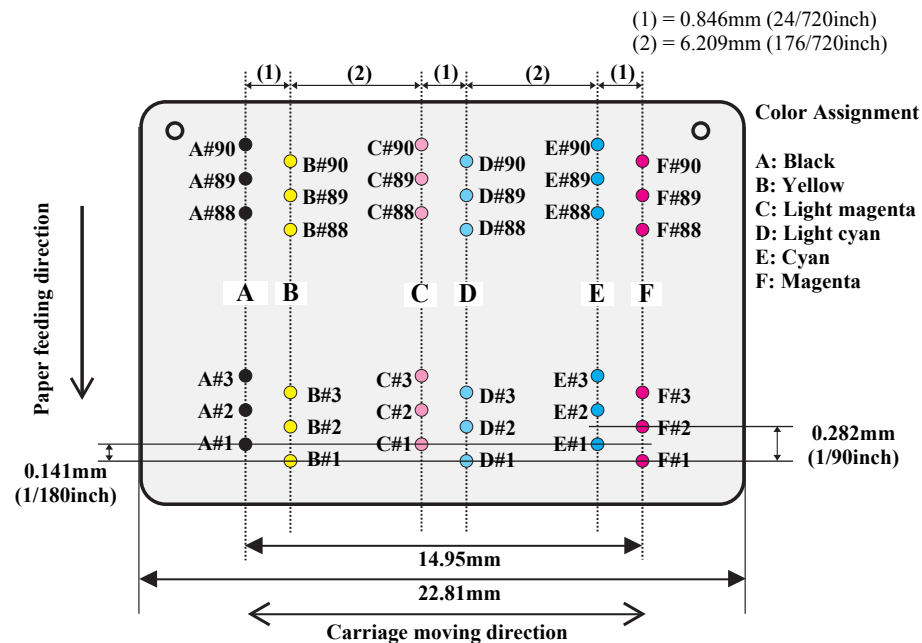 (1) = 0.846mm (24/720inch)
(2) = 6.209mm (176/720inch)
(1) (2) (1) (2) (1)
Color Assignment
A: Black
B: Yellow
C: Light magenta
D: Light cyan
E: Cyan
F: Magenta
A#90 C#90 E#90
B#90 D#90 F#90
A#89 C#89 E#89
B#89 D#89 F#89
A#88 C#88 E#88
B#88 D#88 F#88
Paper feeding direction
A B C D E F
A#3 C#3 E#3
B#3 D#3 F#3
A#2 C#2 E#2
B#2 D#2 F#2
A#1 C#1 E#1
B#1 D#1 F#1
0.282mm
(1/90inch)
0.141mm
(1/180inch)
14.95mm
22.81mm
Carriage moving direction